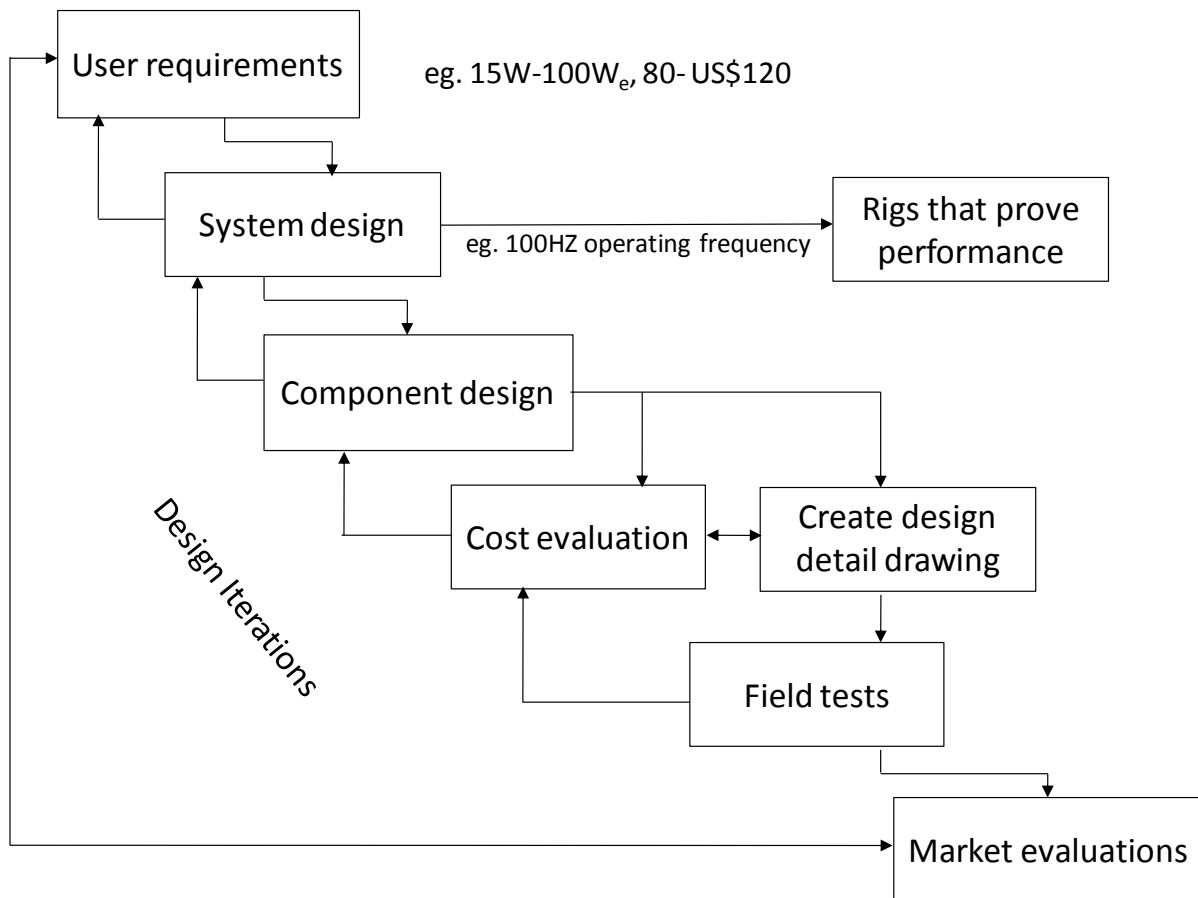 User requirements
eg. 15W-100We, 80- US$120
System design
eg. 100HZ operating frequency
Rigs that prove
performance
Component design
Cost evaluation
Create design
detail drawing
Design Iterations
Field tests
Market evaluations